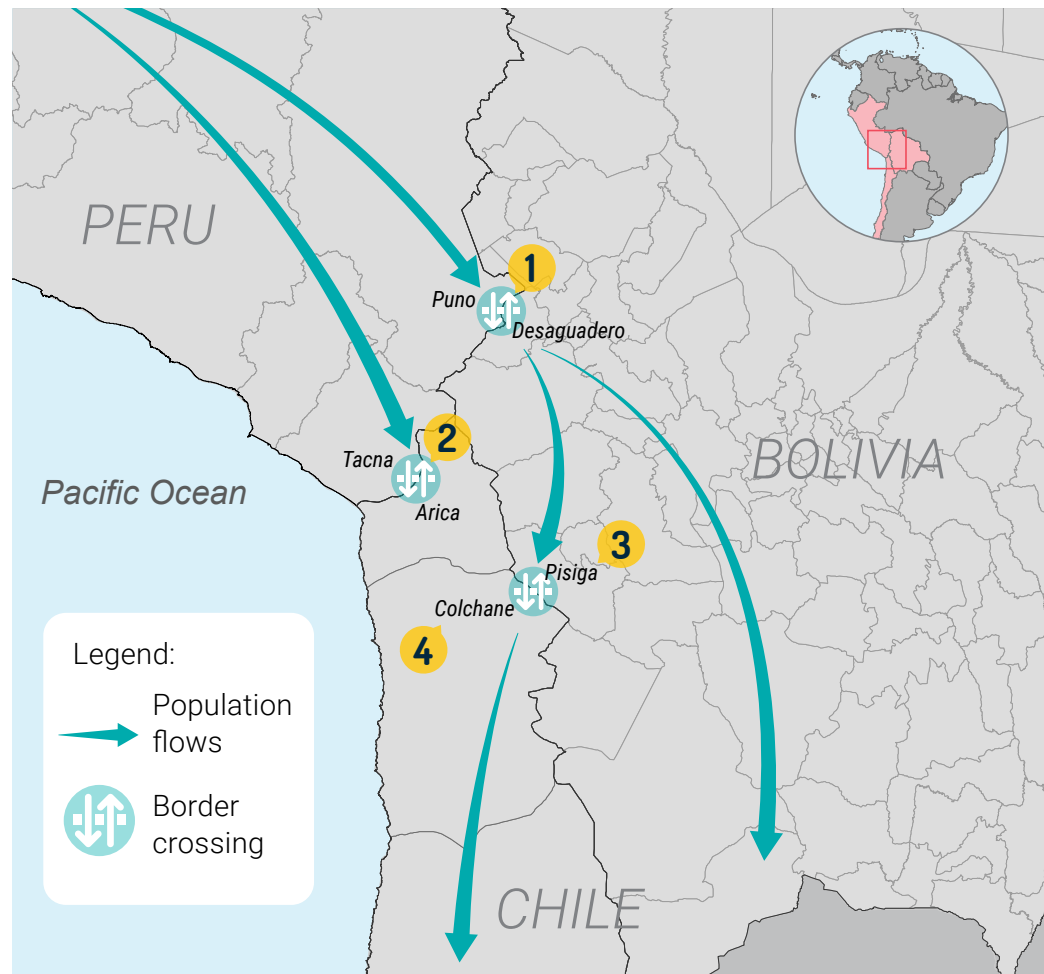 PERU
1
Puno
Desaguadero
2
Tacna
Arica
BOLIVIA
Pacific Ocean
3
Pisiga
Colchane
4
Legend:
Population
flows
Border
crossing
CHILE